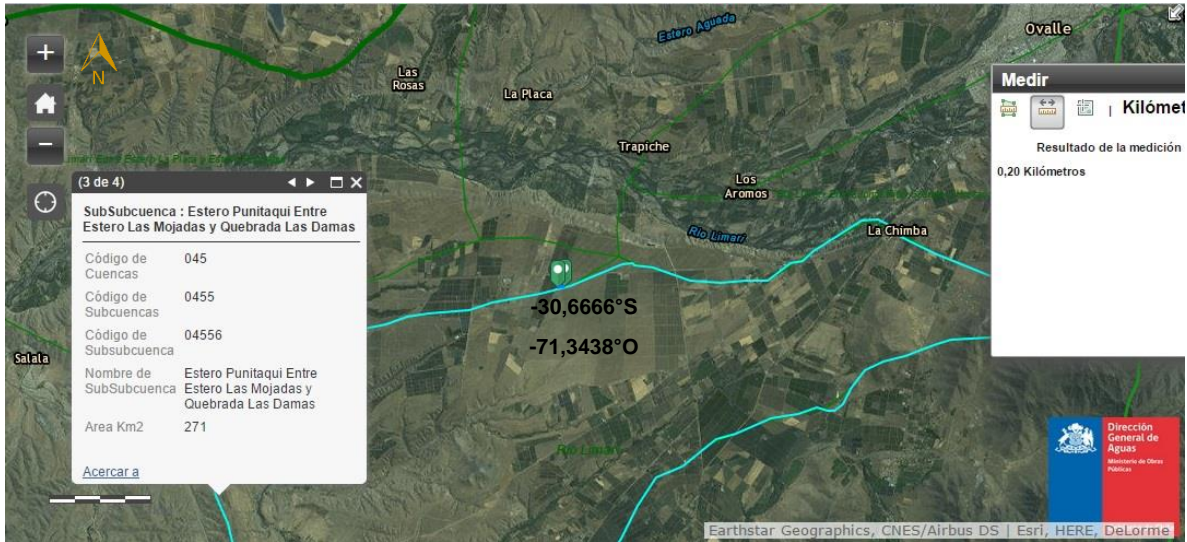 Ovalle
Estero Aguada
Las
Rosas
La Placa
Trapiche
Los
Aromos
Río Limarí
La Chimba
Salala
Río Limarí
N
(3 de 4)
SubSubcuenca : Estero Punitaqui Entre
Estero Las Mojadas y Quebrada Las Damas
Código de
Cuencas
045
Código de
Subcuencas
0455
Código de
Subsubcuenca
04556
Nombre de
SubSubcuenca
Estero Punitaqui Entre
Estero Las Mojadas y
Quebrada Las Damas
Area Km2
271
Acercar a
-30,6666°S
-71,3438°O
Medir
| Kilómet
Resultado de la medición
0,20 Kilómetros
Dirección
General de
Aguas
Ministerio de Obras
Públicas
Earthstar Geographics, CNES/Airbus DS | Esri, HERE, DeLorme